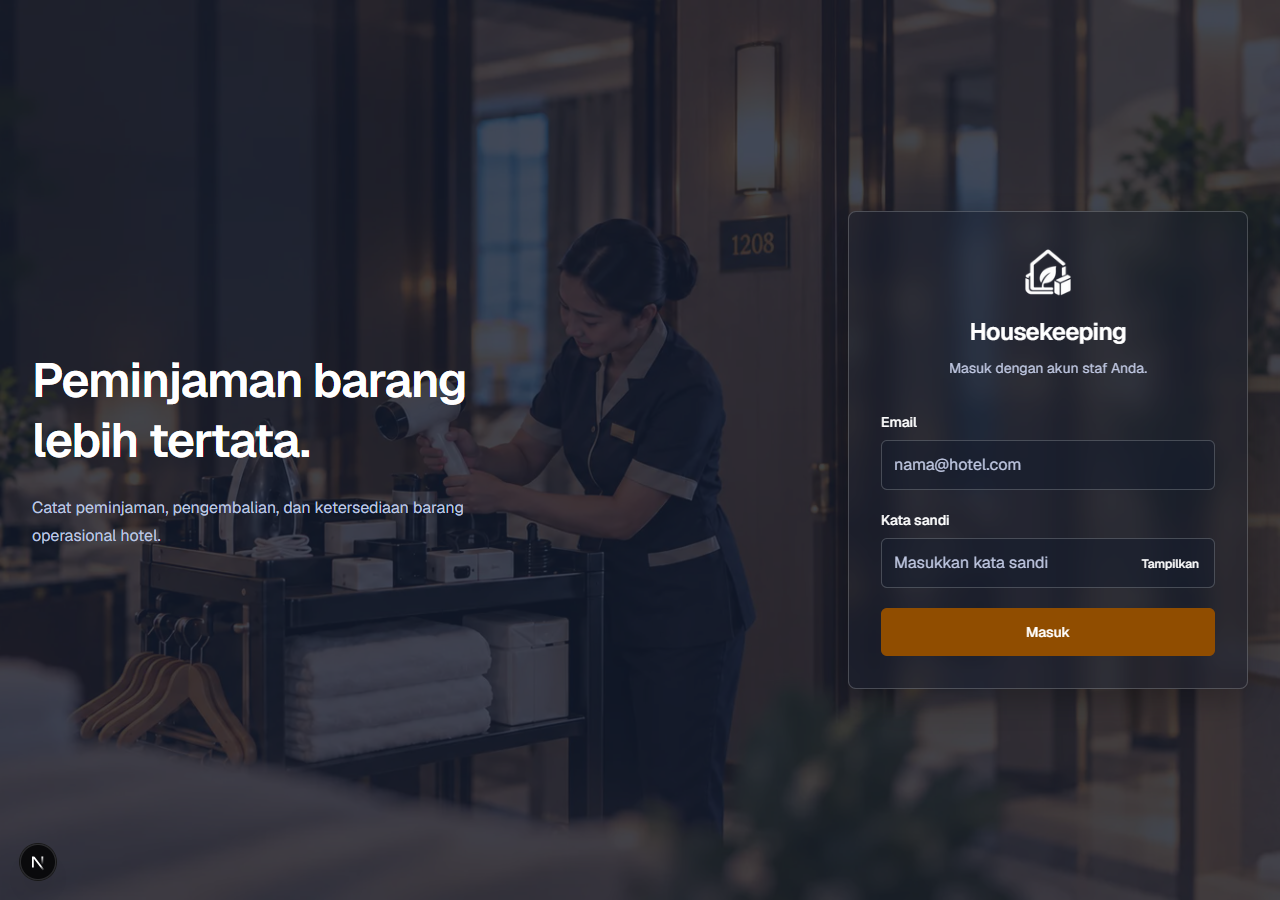 1208
Peminjaman barang
lebih tertata.
Catat peminjaman, pengembalian, dan ketersediaan barang
operasional hotel.
Housekeeping
Masuk dengan akun staf Anda.
Email
nama@hotel.com
Kata sandi
Masukkan kata sandi
Tampilkan
Masuk
N